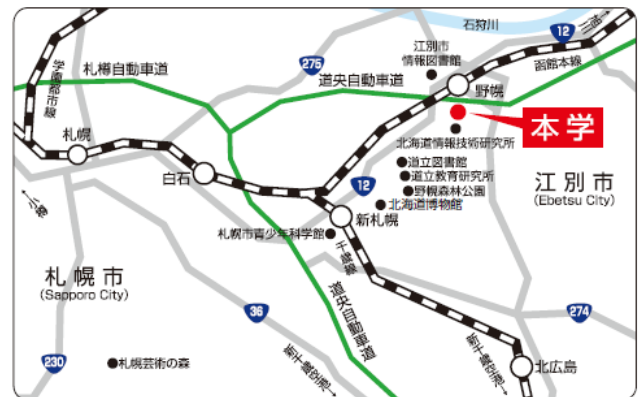 石狩川
12
旭川
江別市
情報図書館
函館本線
275
札樽自動車道
道央自動車道
学園都市線
野幌
本学
札幌
北海道情報技術研究所
白石
道立図書館
道立教育研究所
12
野幌森林公園
江別市
(Ebetsu City)
小樽
北海道博物館
新札幌
札幌市青少年科学館
千歳線
札幌市
(Sapporo City)
道央自動車道
36
274
新千歳空港
新千歳空港
230
札幌芸術の森
北広島